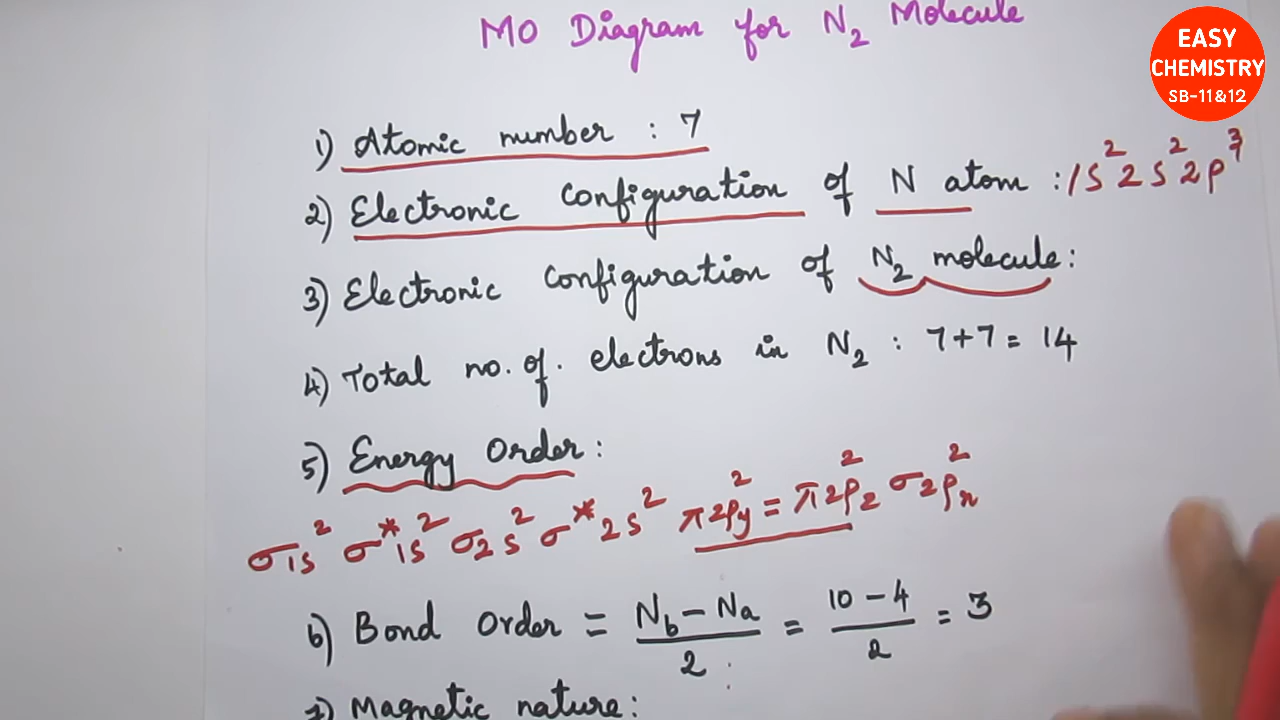 MO Diagram for N₂ Molecule
EASY
CHEMISTRY
SB-11&12
1) Atomic number : 7
2) Electronic Configuration of N atom : 1s² 2s² 2p³
3) Electronic Configuration of N₂ molecule:
4) Total no. of. electrons in N₂ : 7+7 = 14
5) Energy Order :
σ1s² σ*1s² σ2s² σ*2s² π2py² = π2pz² σ2px²
6) Bond Order = Nb - Na / 2 = 10 - 4 / 2 = 3
7) Magnetic nature: